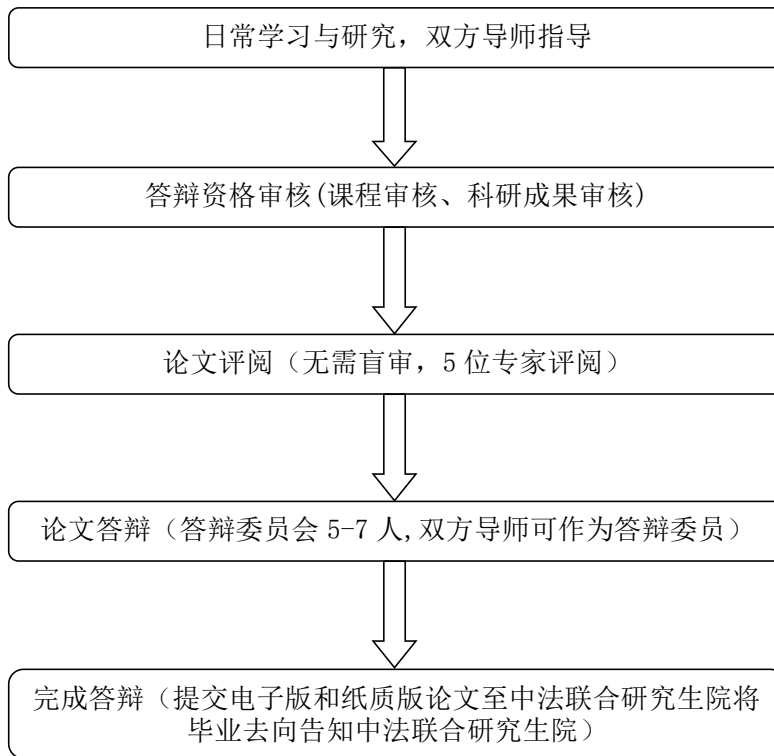 日常学习与研究，双方导师指导
答辩资格审核(课程审核、科研成果审核)
论文评阅（无需盲审，5 位专家评阅）
论文答辩（答辩委员会 5-7 人,双方导师可作为答辩委员）
完成答辩（提交电子版和纸质版论文至中法联合研究生院将
毕业去向告知中法联合研究生院）